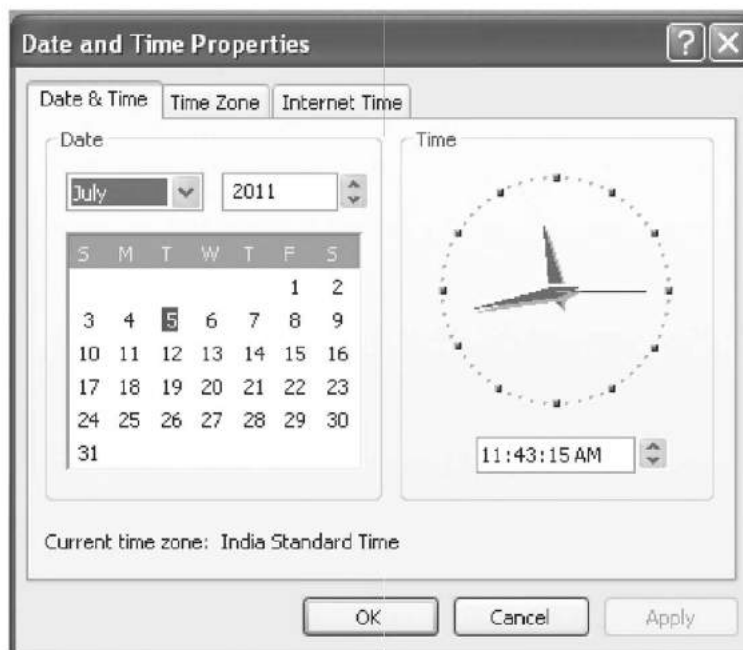 Date and Time Properties
Date & Time Time Zone Internet Time
Date
July 2011
S M T W T F S
1 2
3 4 5 6 7 8 9
10 11 12 13 14 15 16
17 18 19 20 21 22 23
24 25 26 27 28 29 30
31
Time
11:43:15 AM
Current time zone: India Standard Time
OK Cancel Apply